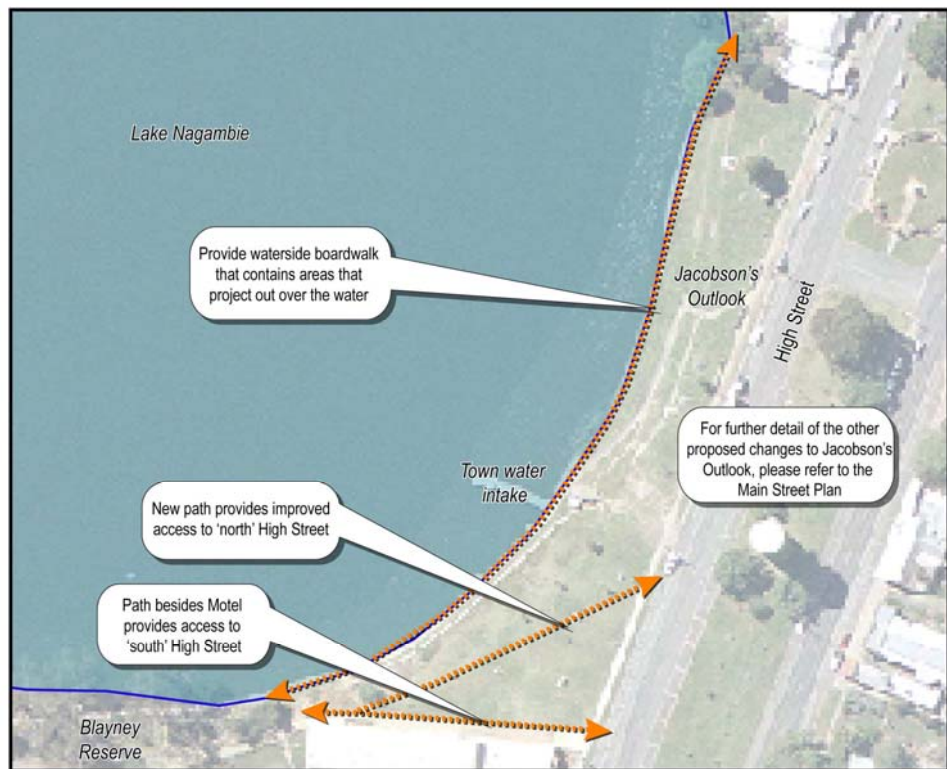 Lake Nagambie
Provide waterside boardwalk
that contains areas that
project out over the water
Jacobson's
Outlook
High Street
For further detail of the other
proposed changes to Jacobson's
Outlook, please refer to the
Main Street Plan
Town water
intake
New path provides improved
access to 'north' High Street
Path besides Motel
provides access to
'south' High Street
Blayney
Reserve